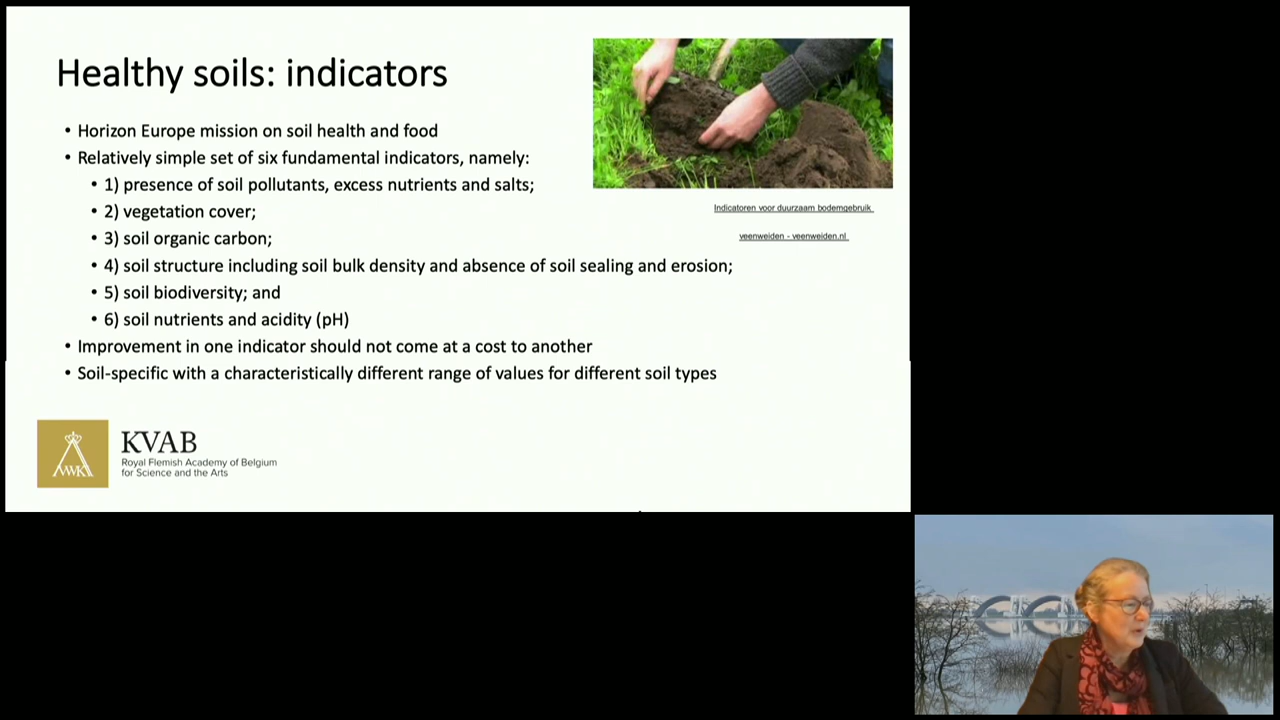 Healthy soils: indicators
• Horizon Europe mission on soil health and food
• Relatively simple set of six fundamental indicators, namely:
• 1) presence of soil pollutants, excess nutrients and salts;
• 2) vegetation cover;
• 3) soil organic carbon;
• 4) soil structure including soil bulk density and absence of soil sealing and erosion;
• 5) soil biodiversity; and
• 6) soil nutrients and acidity (pH)
• Improvement in one indicator should not come at a cost to another
• Soil-specific with a characteristically different range of values for different soil types
Indicatoren voor duurzaam bodemgebruik
veenweiden - veenweiden.nl
KVAB
Royal Flemish Academy of Belgium
for Science and the Arts